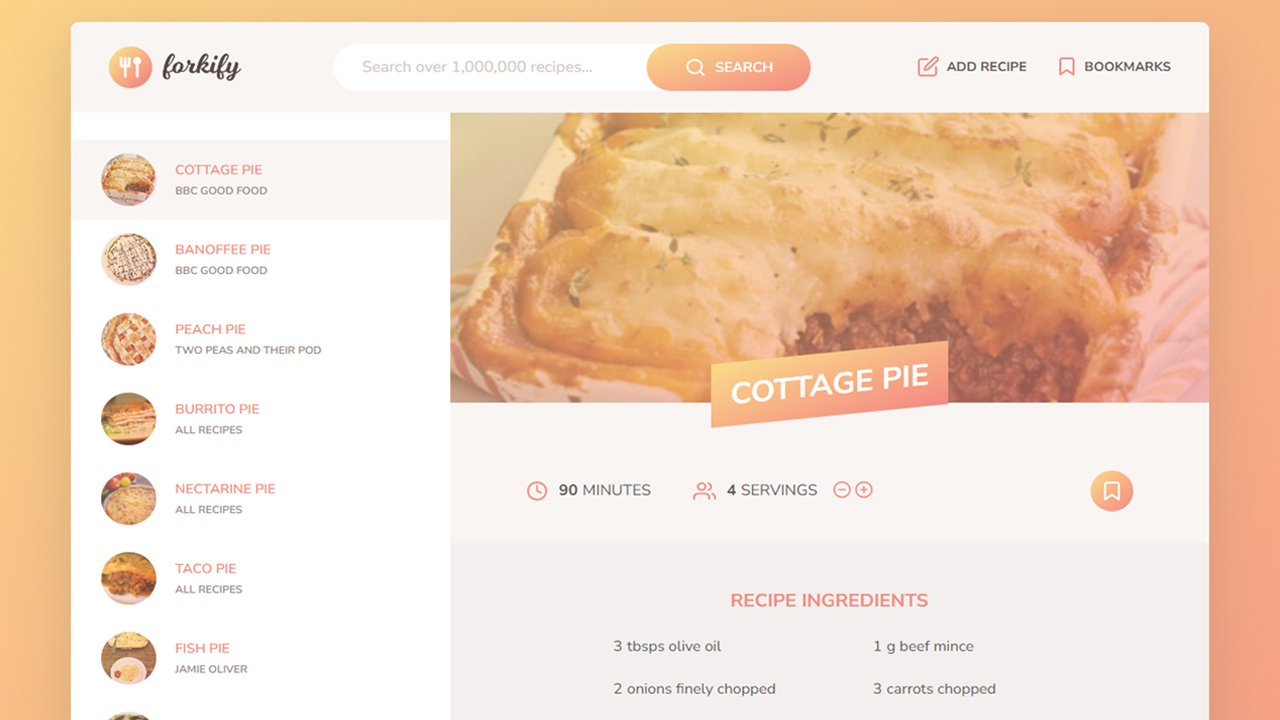 forkify
Search over 1,000,000 recipes...
SEARCH
ADD RECIPE
BOOKMARKS
COTTAGE PIE
BBC GOOD FOOD
BANOFFEE PIE
BBC GOOD FOOD
PEACH PIE
TWO PEAS AND THEIR POD
BURRITO PIE
ALL RECIPES
NECTARINE PIE
ALL RECIPES
TACO PIE
ALL RECIPES
FISH PIE
JAMIE OLIVER
COTTAGE PIE
90 MINUTES
4 SERVINGS
RECIPE INGREDIENTS
3 tbsps olive oil
1 g beef mince
2 onions finely chopped
3 carrots chopped